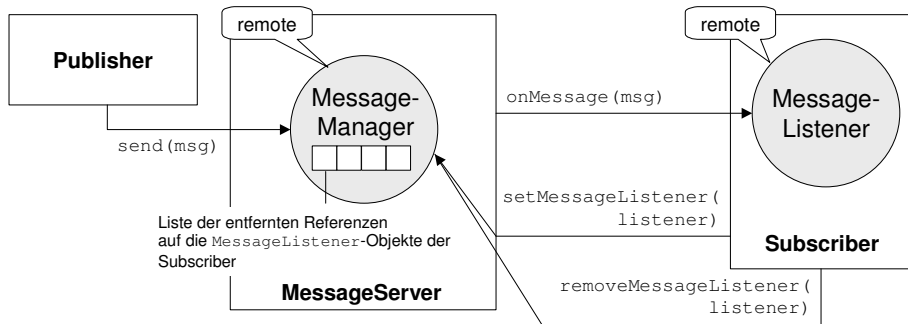 remote
remote
Publisher
Message-
Manager
onMessage(msg)
Message-
Listener
send(msg)
setMessageListener(
listener)
Liste der entfernten Referenzen
auf die MessageListener-Objekte der
Subscriber
Subscriber
MessageServer
removeMessageListener(
listener)